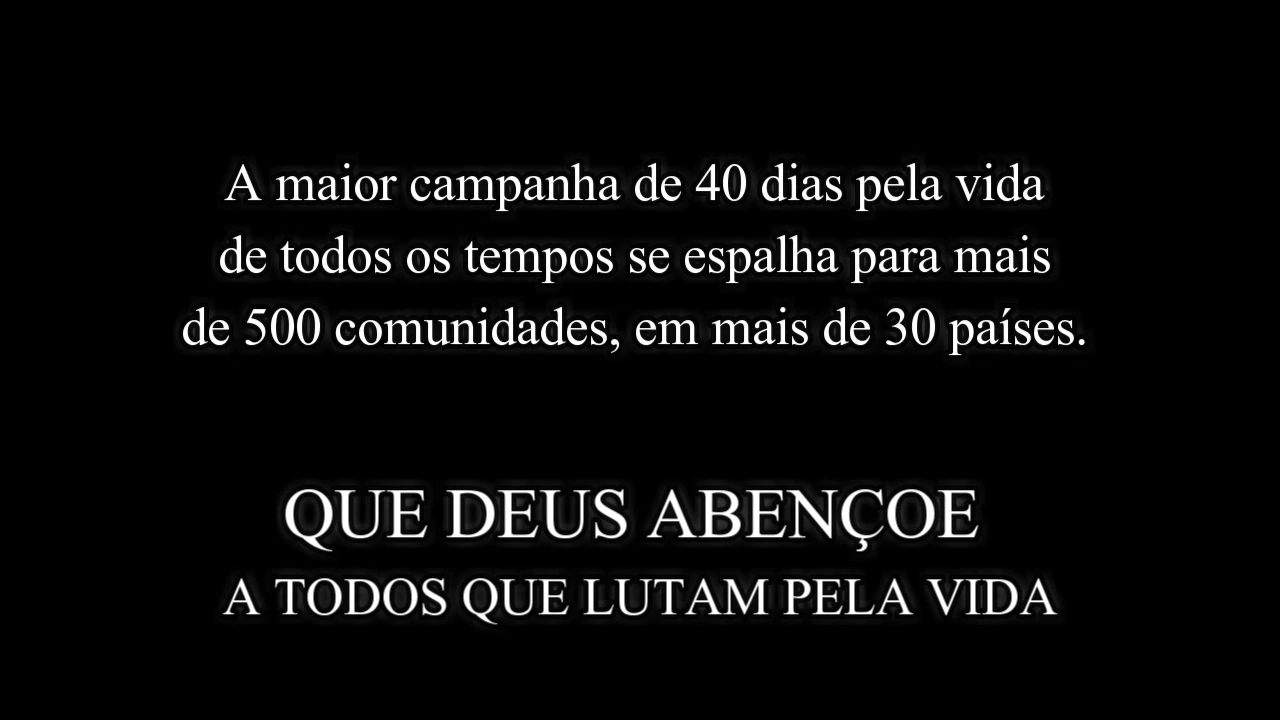 A maior campanha de 40 dias pela vida
de todos os tempos se espalha para mais
de 500 comunidades, em mais de 30 países.
QUE DEUS ABENÇOE
A TODOS QUE LUTAM PELA VIDA